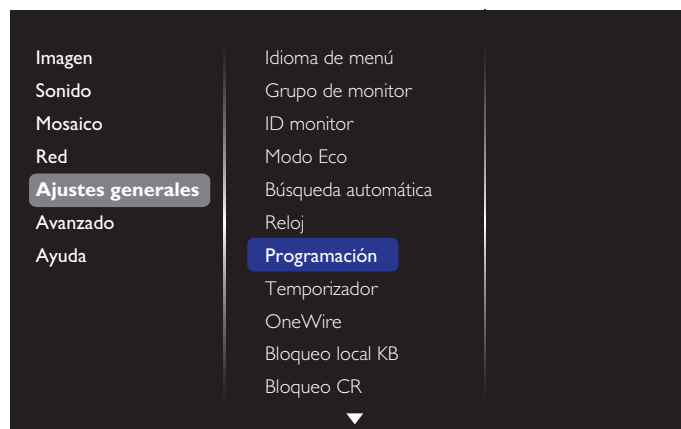 Imagen
Sonido
Mosaico
Red
Ajustes generales
Avanzado
Ayuda
Idioma de menú
Grupo de monitor
ID monitor
Modo Eco
Búsqueda automática
Reloj
Programación
Temporizador
OneWire
Bloqueo local KB
Bloqueo CR